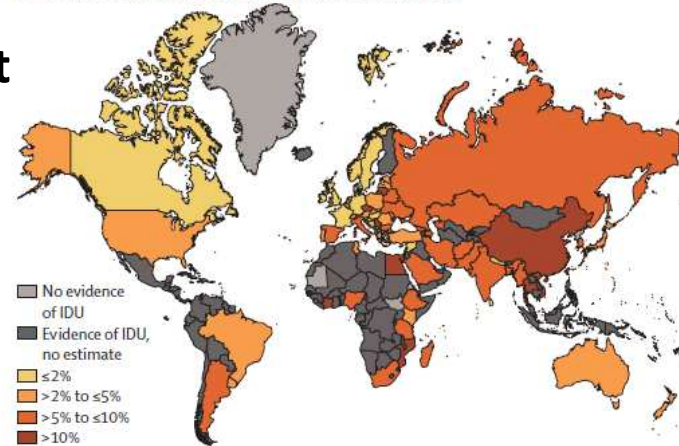 t
No evidence
of IDU
Evidence of IDU,
no estimate
≤2%
>2% to ≤5%
>5% to ≤10%
>10%